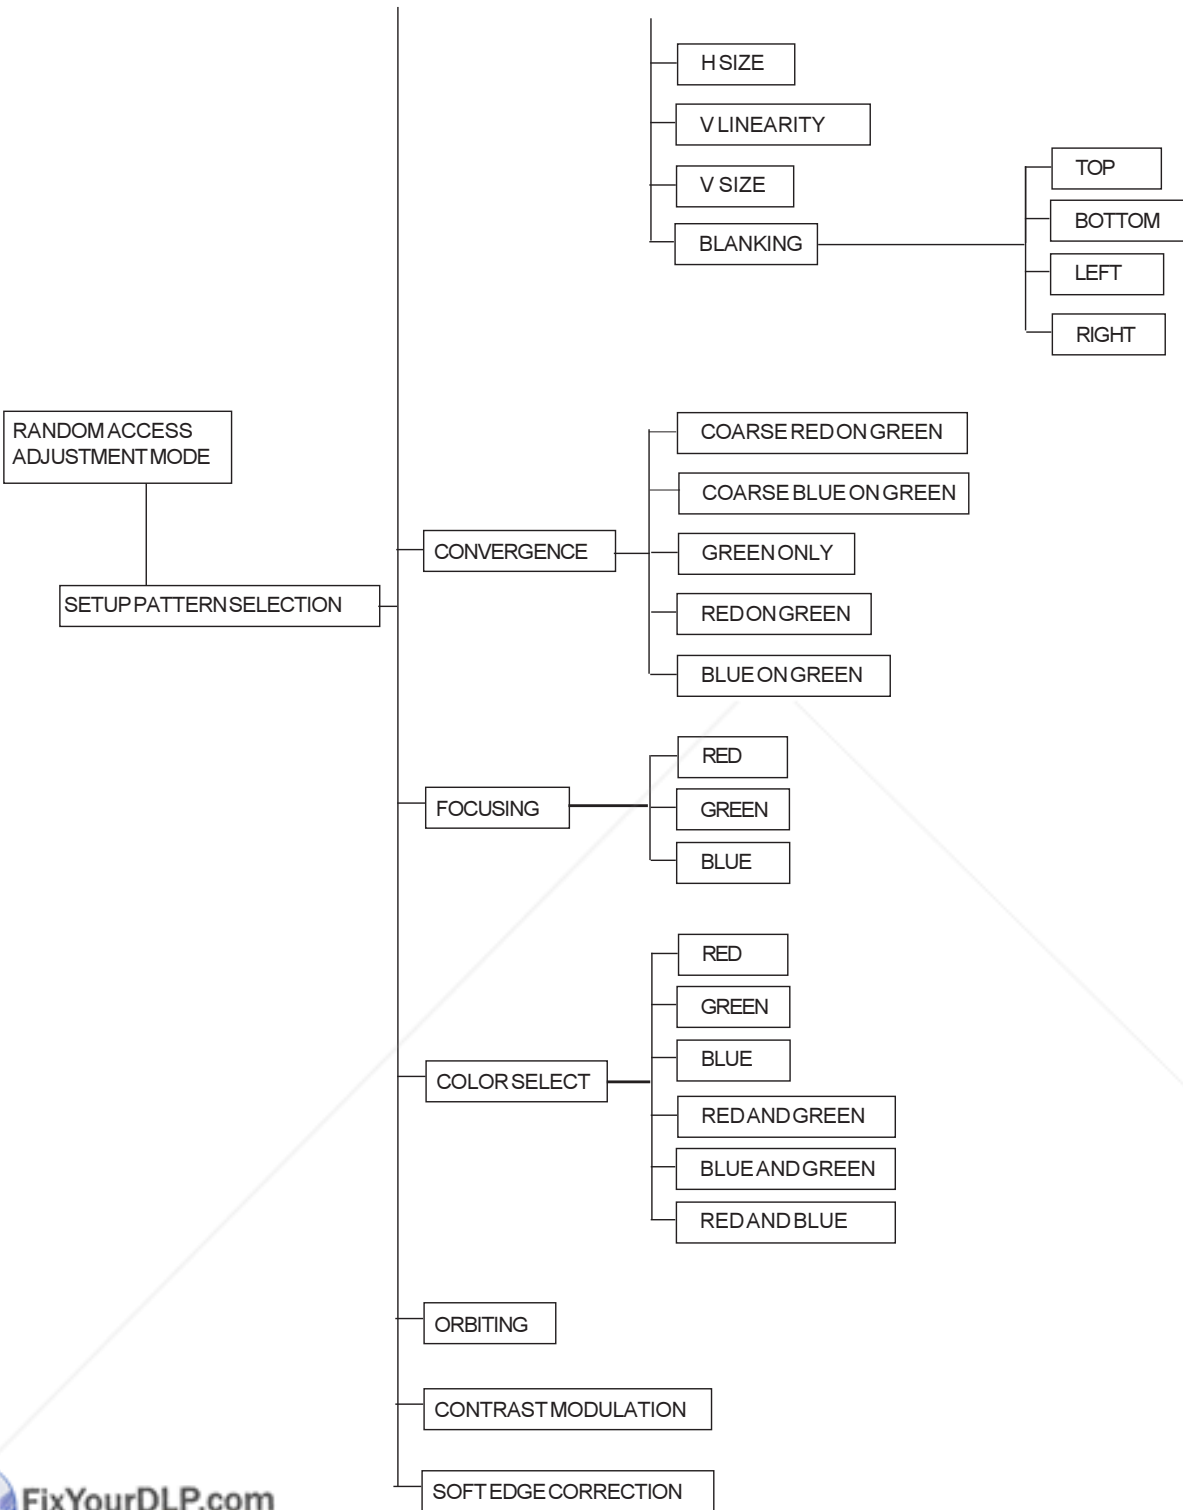 H SIZE
V LINEARITY
V SIZE
BLANKING
TOP
BOTTOM
LEFT
RIGHT
RANDOM ACCESS
ADJUSTMENT MODE
SETUP PATTERN SELECTION
CONVERGENCE
COARSE RED ON GREEN
COARSE BLUE ON GREEN
GREEN ONLY
RED ON GREEN
BLUE ON GREEN
FOCUSING
RED
GREEN
BLUE
COLOR SELECT
RED
GREEN
BLUE
RED AND GREEN
BLUE AND GREEN
RED AND BLUE
ORBITING
CONTRAST MODULATION
SOFT EDGE CORRECTION
FixYourDLP.com